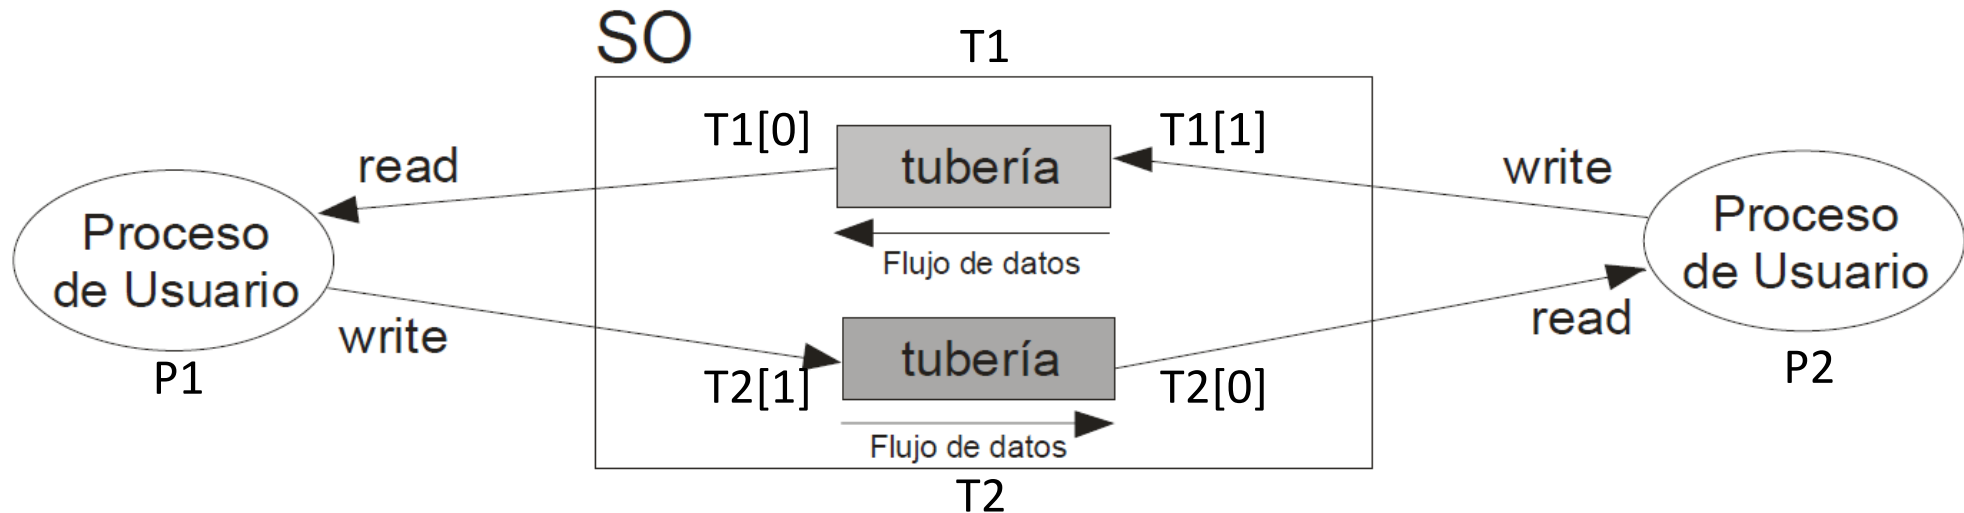 SO
T1
T1[0]
T1[1]
read
tubería
write
Proceso
de Usuario
Proceso
de Usuario
Flujo de datos
write
tubería
read
P1
T2[1]
T2[0]
P2
Flujo de datos
T2